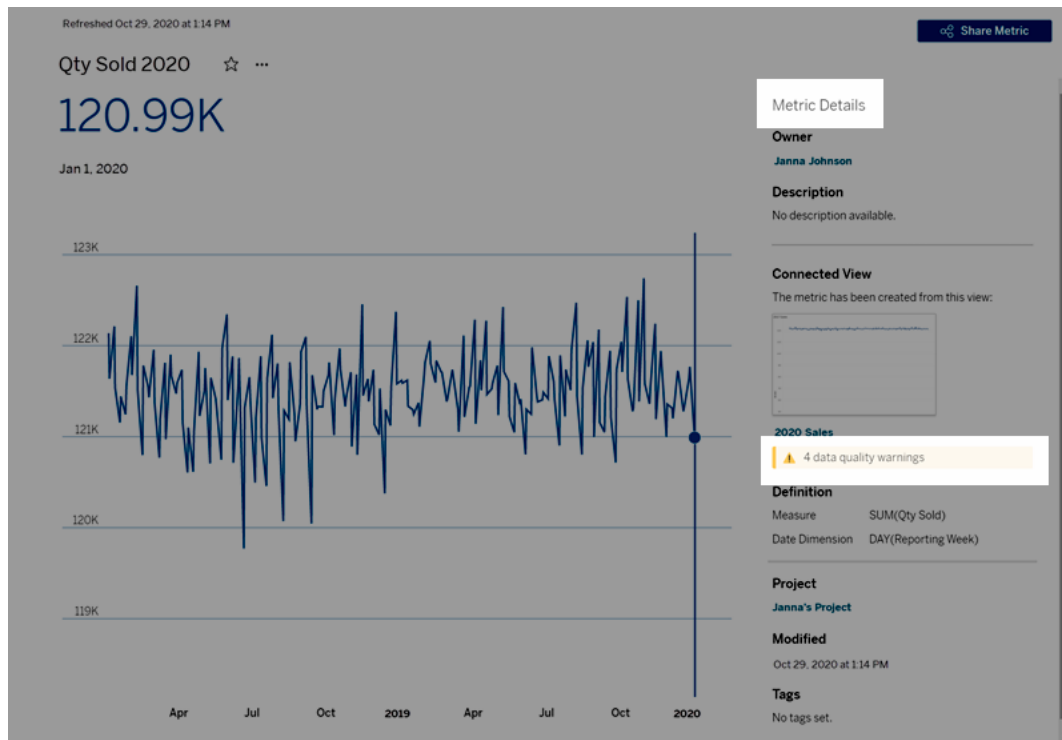 Refreshed Oct 29, 2020 at 1:14 PM
Share Metric
Qty Sold 2020
120.99K
Jan 1, 2020
123K
122K
121K
120K
119K
Apr Jul Oct 2019 Apr Jul Oct 2020
Metric Details
Owner
Janna Johnson
Description
No description available.
Connected View
The metric has been created from this view:
2020 Sales
4 data quality warnings
Definition
Measure SUM(Qty Sold)
Date Dimension DAY(Reporting Week)
Project
Janna's Project
Modified
Oct 29, 2020 at 1:14 PM
Tags
No tags set.